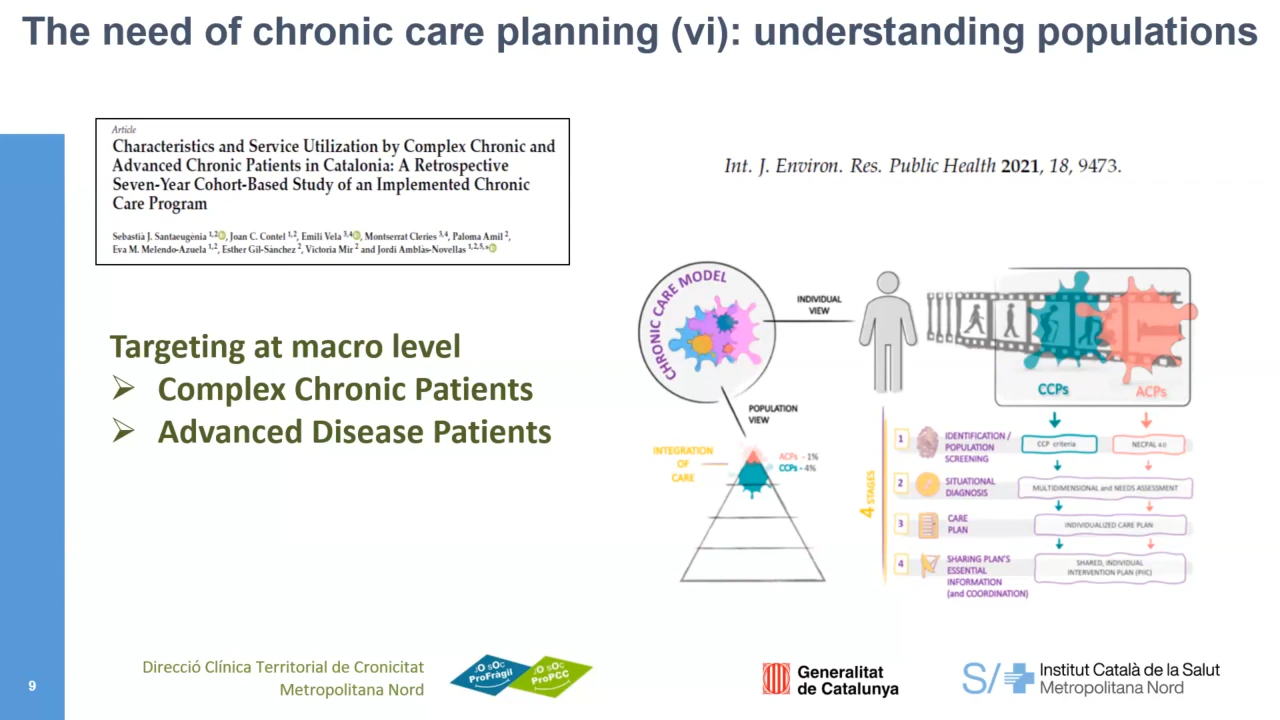 The need of chronic care planning (vi): understanding populations
Article
Characteristics and Service Utilization by Complex Chronic and
Advanced Chronic Patients in Catalonia: A Retrospective
Seven-Year Cohort-Based Study of an Implemented Chronic
Care Program
Sebastià J. Santaeugènia 1,2, Joan C. Contel 1,2, Emili Vela 3,4, Montserrat Cleries 3,4, Paloma Amil 2,
Eva M. Melendo-Azuela 1,2, Esther Gil-Sánchez 2, Victoria Mir 2 and Jordi Amblàs-Novellas 1,2,5,*
Int. J. Environ. Res. Public Health 2021, 18, 9473.
Targeting at macro level
➢ Complex Chronic Patients
➢ Advanced Disease Patients
CHRONIC CARE MODEL
INDIVIDUAL
VIEW
CCPs
ACPs
POPULATION
VIEW
INTEGRATION
OF
CARE
ACPs - 1%
CCPs - 4%
4 STAGES
1
IDENTIFICATION /
POPULATION
SCREENING
CCP criteria
NECPAL 4.0
2
SITUATIONAL
DIAGNOSIS
MULTIDIMENSIONAL and NEEDS ASSESSMENT
3
CARE
PLAN
INDIVIDUALIZED CARE PLAN
4
SHARING PLAN'S
ESSENTIAL
INFORMATION
(and COORDINATION)
SHARED, INDIVIDUAL
INTERVENTION PLAN (PIIC)
9
Direcció Clínica Territorial de Cronicitat
Metropolitana Nord
JO SOC
ProFràgil
JO SOC
ProPCC
Generalitat
de Catalunya
S/
Institut Català de la Salut
Metropolitana Nord